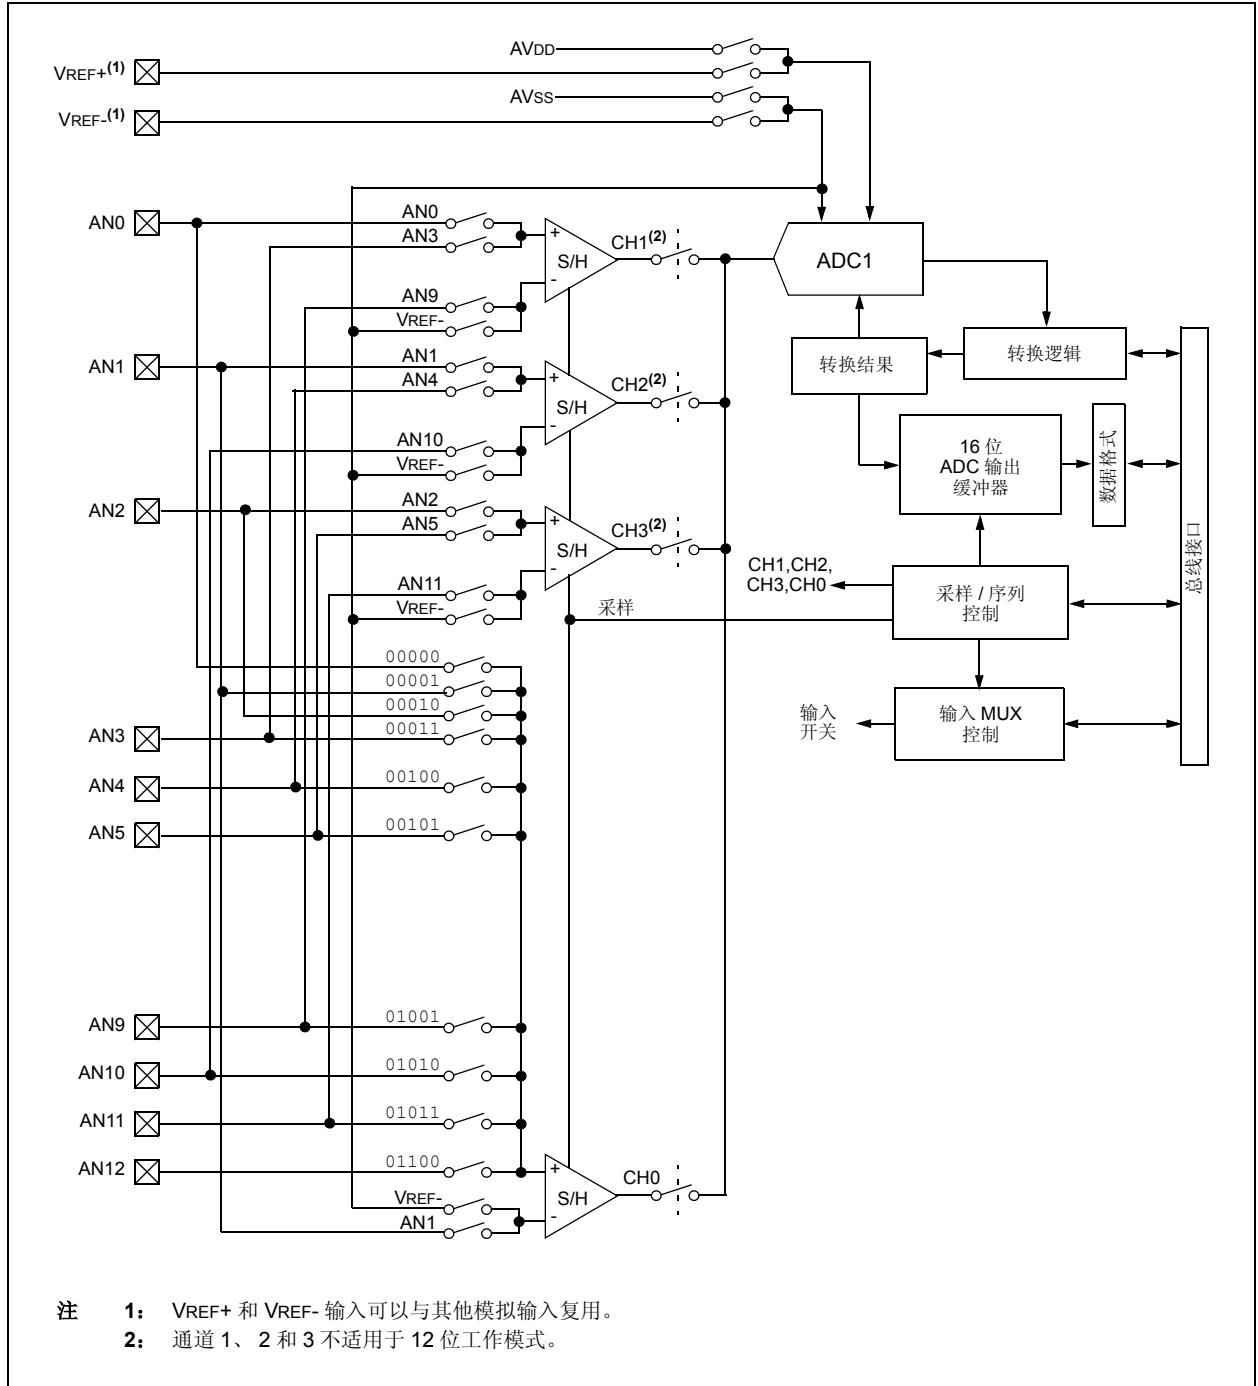 AVDD
VREF+(1)
AVSS
VREF-(1)
AN0
AN0
AN3
+
S/H
-
CH1(2)
ADC1
AN9
VREF-
转换结果
转换逻辑
AN1
AN1
AN4
+
S/H
-
CH2(2)
AN10
VREF-
16 位
ADC 输出
缓冲器
数据格式
AN2
AN2
AN5
+
S/H
-
CH3(2)
AN11
VREF-
CH1,CH2,
CH3,CH0
采样 / 序列
控制
总线接口
采样
00000
00001
00010
00011
AN3
输入
开关
输入 MUX
控制
AN4
00100
AN5
00101
AN9
01001
AN10
01010
AN11
01011
AN12
01100
+
S/H
-
CH0
VREF-
AN1
注 1： VREF+ 和 VREF- 输入可以与其他模拟输入复用。
2： 通道 1、 2 和 3 不适用于 12 位工作模式。